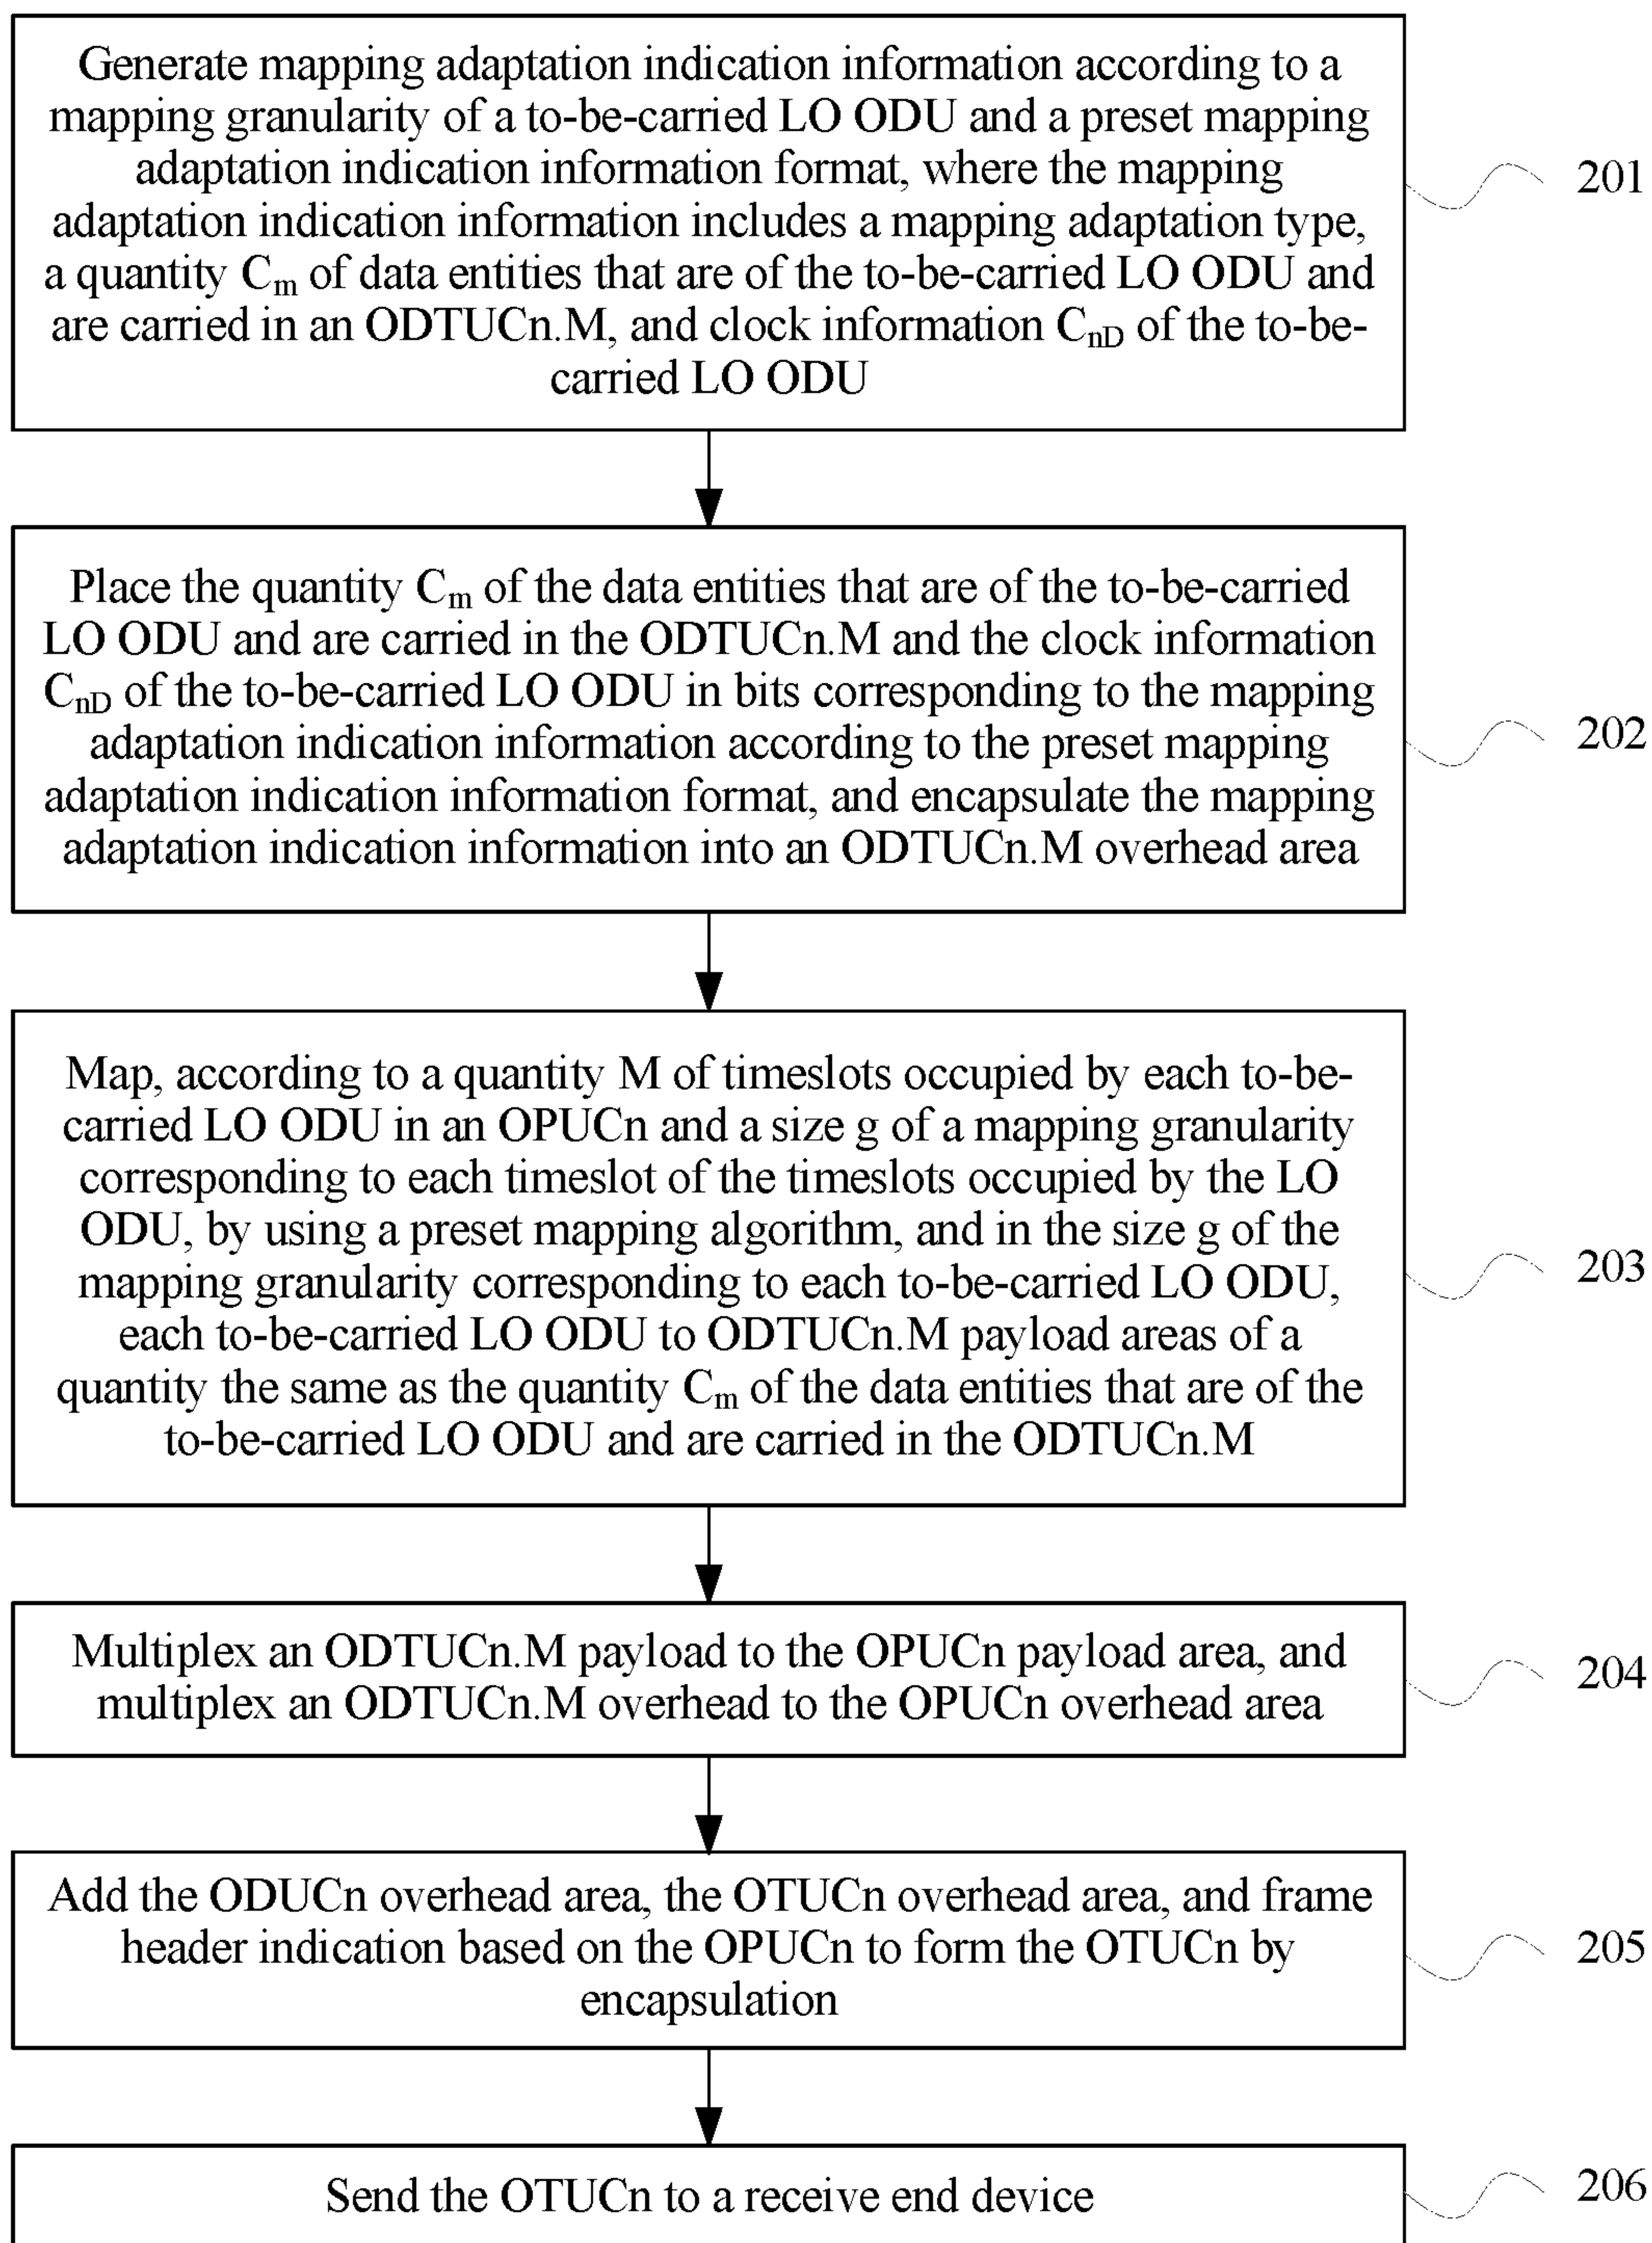 Generate mapping adaptation indication information according to a
mapping granularity of a to-be-carried LO ODU and a preset mapping
adaptation indication information format, where the mapping
adaptation indication information includes a mapping adaptation type,
a quantity Cm of data entities that are of the to-be-carried LO ODU and
are carried in an ODTUCn.M, and clock information CnD of the to-be-
carried LO ODU
201
Place the quantity Cm of the data entities that are of the to-be-carried
LO ODU and are carried in the ODTUCn.M and the clock information
CnD of the to-be-carried LO ODU in bits corresponding to the mapping
adaptation indication information according to the preset mapping
adaptation indication information format, and encapsulate the mapping
adaptation indication information into an ODTUCn.M overhead area
202
Map, according to a quantity M of timeslots occupied by each to-be-
carried LO ODU in an OPUCn and a size g of a mapping granularity
corresponding to each timeslot of the timeslots occupied by the LO
ODU, by using a preset mapping algorithm, and in the size g of the
mapping granularity corresponding to each to-be-carried LO ODU,
each to-be-carried LO ODU to ODTUCn.M payload areas of a
quantity the same as the quantity Cm of the data entities that are of the
to-be-carried LO ODU and are carried in the ODTUCn.M
203
Multiplex an ODTUCn.M payload to the OPUCn payload area, and
multiplex an ODTUCn.M overhead to the OPUCn overhead area
204
Add the ODUCn overhead area, the OTUCn overhead area, and frame
header indication based on the OPUCn to form the OTUCn by
encapsulation
205
Send the OTUCn to a receive end device
206